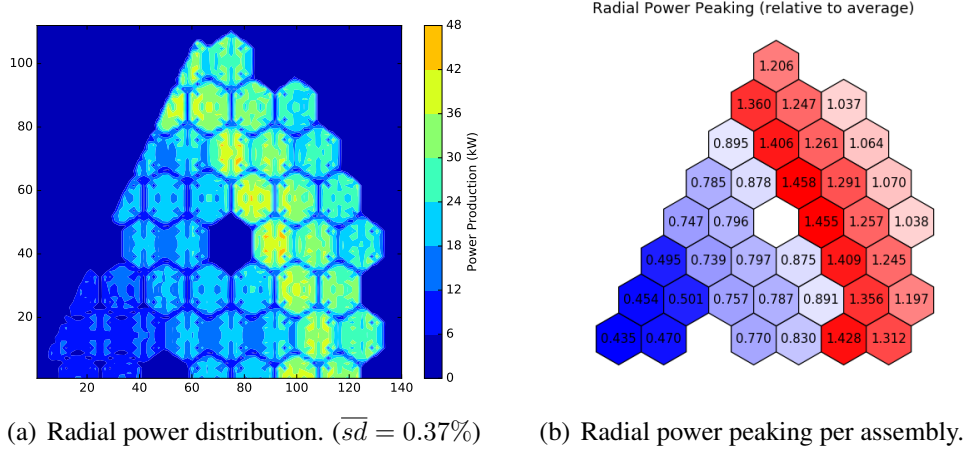 Radial Power Peaking (relative to average)
48
42
36
30
24
18
12
6
0
Power Production (kW)
100
80
60
40
20
20 40 60 80 100 120 140
1.206
1.360 1.247 1.037
0.895 1.406 1.261 1.064
0.785 0.878 1.458 1.291 1.070
0.747 0.796 1.455 1.257 1.038
0.495 0.739 0.797 0.875 1.409 1.245
0.454 0.501 0.757 0.787 0.891 1.356 1.197
0.435 0.470 0.770 0.830 1.428 1.312
(a) Radial power distribution. (s̅d̅ = 0.37%)
(b) Radial power peaking per assembly.